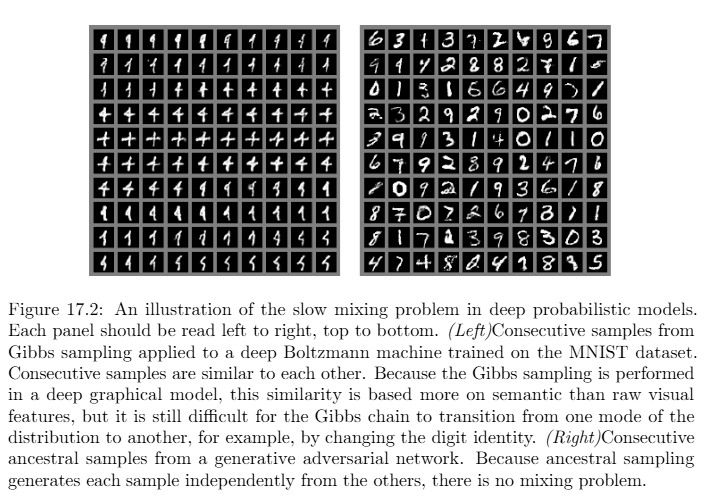 Figure 17.2: An illustration of the slow mixing problem in deep probabilistic models.
Each panel should be read left to right, top to bottom. (Left)Consecutive samples from
Gibbs sampling applied to a deep Boltzmann machine trained on the MNIST dataset.
Consecutive samples are similar to each other. Because the Gibbs sampling is performed
in a deep graphical model, this similarity is based more on semantic than raw visual
features, but it is still difficult for the Gibbs chain to transition from one mode of the
distribution to another, for example, by changing the digit identity. (Right)Consecutive
ancestral samples from a generative adversarial network. Because ancestral sampling
generates each sample independently from the others, there is no mixing problem.